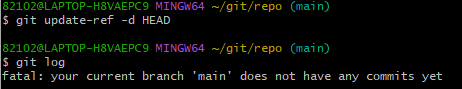 82102@LAPTOP-H8VAEPC9 MINGW64 ~/git/repo (main)
$ git update-ref -d HEAD
82102@LAPTOP-H8VAEPC9 MINGW64 ~/git/repo (main)
$ git log
fatal: your current branch 'main' does not have any commits yet